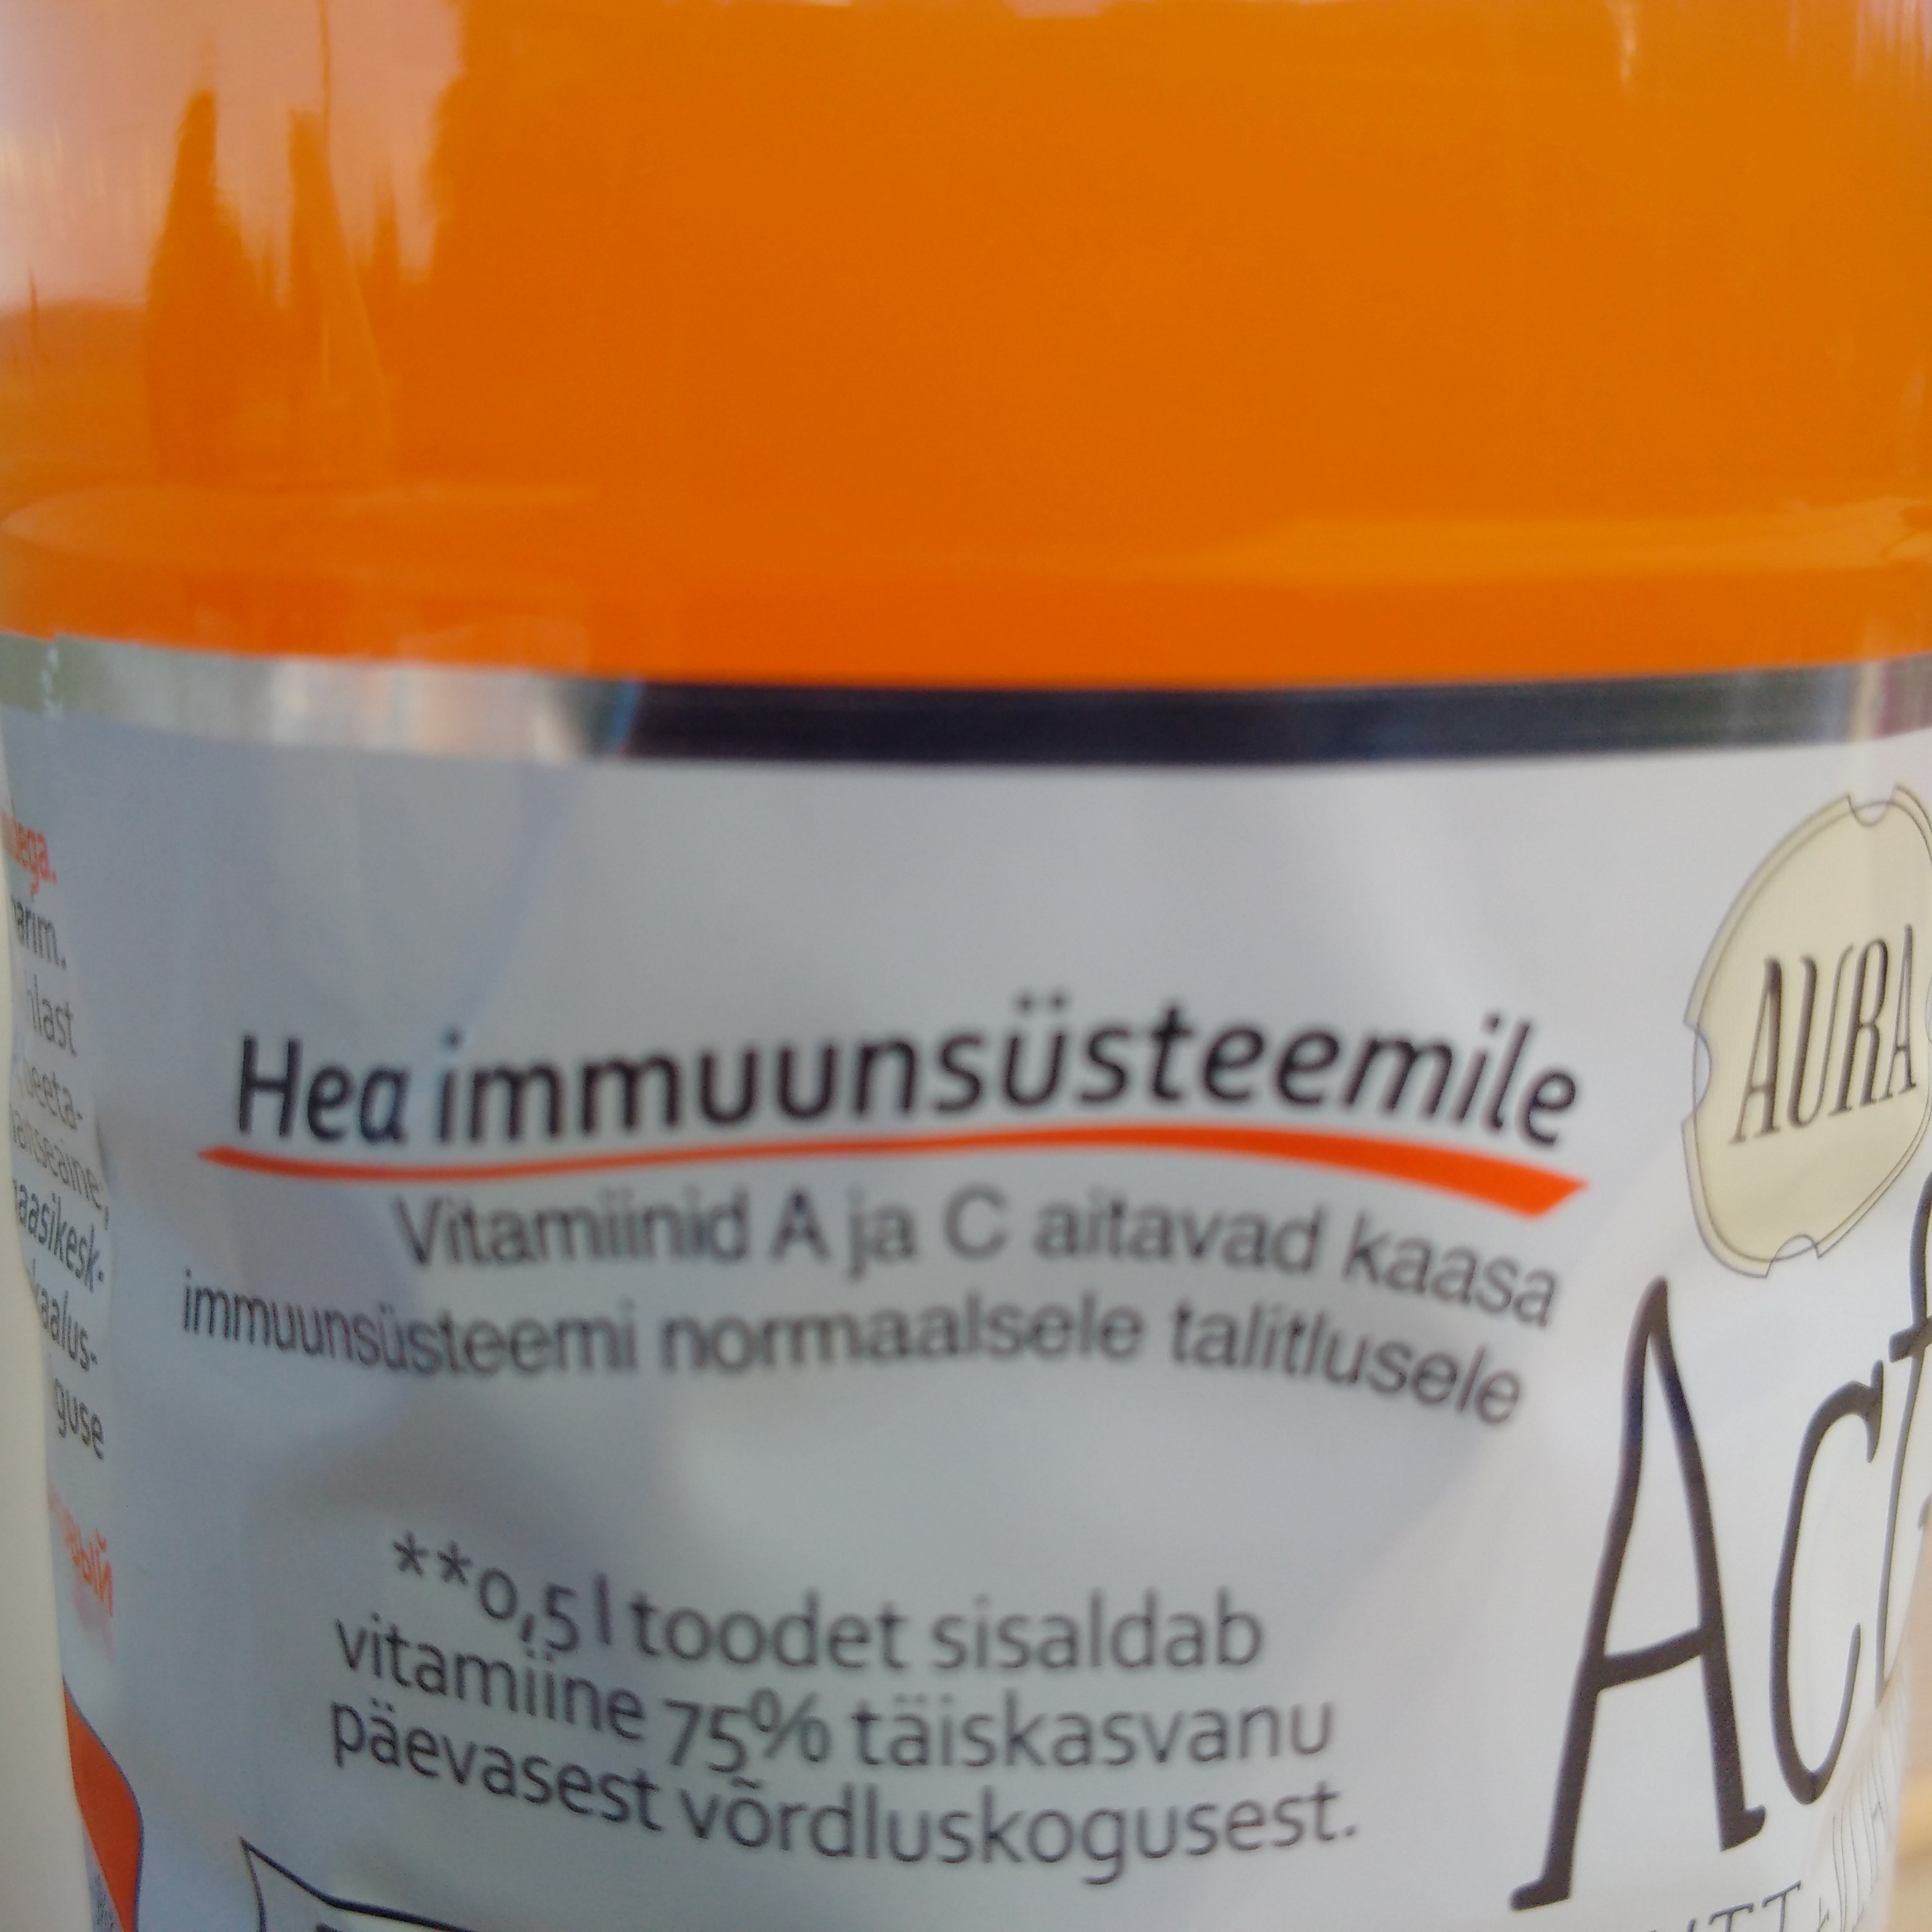 Hea immuunsüsteemile
Vitamiinid A ja C aitavad kaasa
immuunsüsteemi normaalsele talitlusele
**0,5 l toodet sisaldab
vitamiine 75% täiskasvanu
päevasest võrdluskogusest.
AURA